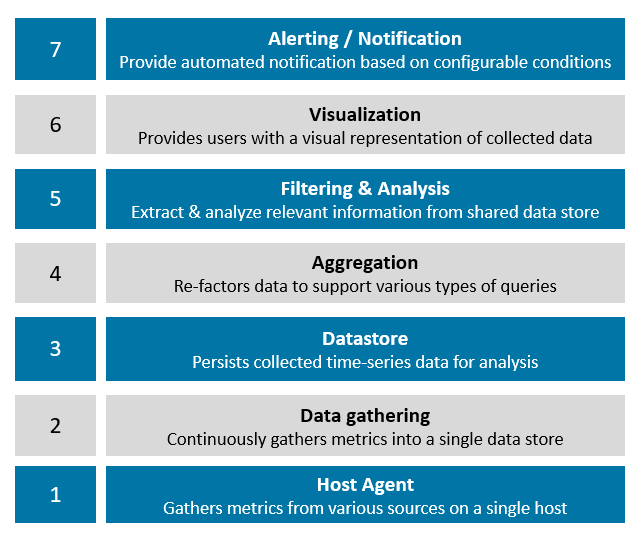 7
Alerting / Notification
Provide automated notification based on configurable conditions
6
Visualization
Provides users with a visual representation of collected data
5
Filtering & Analysis
Extract & analyze relevant information from shared data store
4
Aggregation
Re-factors data to support various types of queries
3
Datastore
Persists collected time-series data for analysis
2
Data gathering
Continuously gathers metrics into a single data store
1
Host Agent
Gathers metrics from various sources on a single host